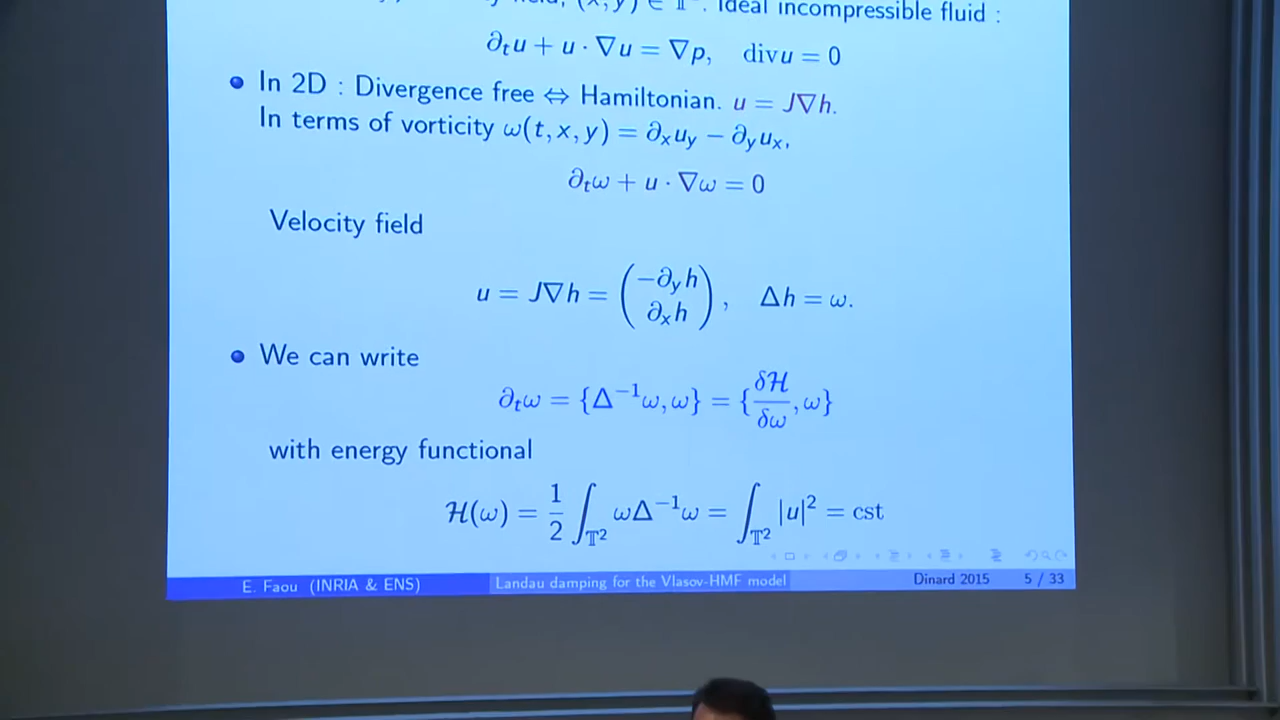 (x, y) ∈ 𝕋². Ideal incompressible fluid :
∂ₜu + u · ∇u = ∇p, divu = 0
In 2D : Divergence free ⇔ Hamiltonian. u = J∇h.
In terms of vorticity ω(t, x, y) = ∂ₓu_y − ∂_yuₓ,
∂ₜω + u · ∇ω = 0
Velocity field
u = J∇h = (−∂_yh ∂ₓh), Δh = ω.
We can write
∂ₜω = {Δ⁻¹ω, ω} = {δℋ/δω, ω}
with energy functional
ℋ(ω) = 1/2 ∫_𝕋² ωΔ⁻¹ω = ∫_𝕋² |u|² = cst
E. Faou (INRIA & ENS) Landau damping for the Vlasov-HMF model Dinard 2015 5 / 33